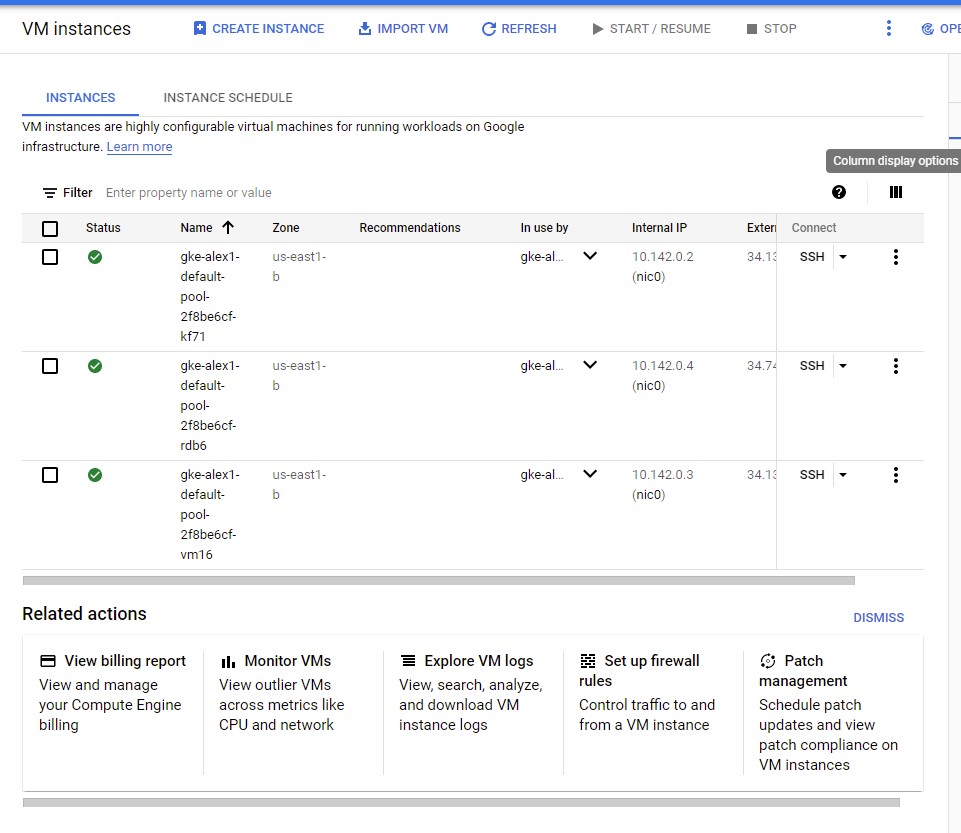 VM instances CREATE INSTANCE IMPORT VM REFRESH START / RESUME STOP OPE
INSTANCES INSTANCE SCHEDULE
VM instances are highly configurable virtual machines for running workloads on Google
infrastructure. Learn more
Column display options
Filter Enter property name or value
Status Name Zone Recommendations In use by Internal IP Exter Connect
gke-alex1- us-east1- gke-al... 10.142.0.2 34.13 SSH
default- b (nic0)
pool-
2f8be6cf-
kf71
gke-alex1- us-east1- gke-al... 10.142.0.4 34.74 SSH
default- b (nic0)
pool-
2f8be6cf-
rdb6
gke-alex1- us-east1- gke-al... 10.142.0.3 34.13 SSH
default- b (nic0)
pool-
2f8be6cf-
vm16
Related actions
DISMISS
View billing report
View and manage
your Compute Engine
billing
Monitor VMs
View outlier VMs
across metrics like
CPU and network
Explore VM logs
View, search, analyze,
and download VM
instance logs
Set up firewall
rules
Control traffic to and
from a VM instance
Patch
management
Schedule patch
updates and view
patch compliance on
VM instances